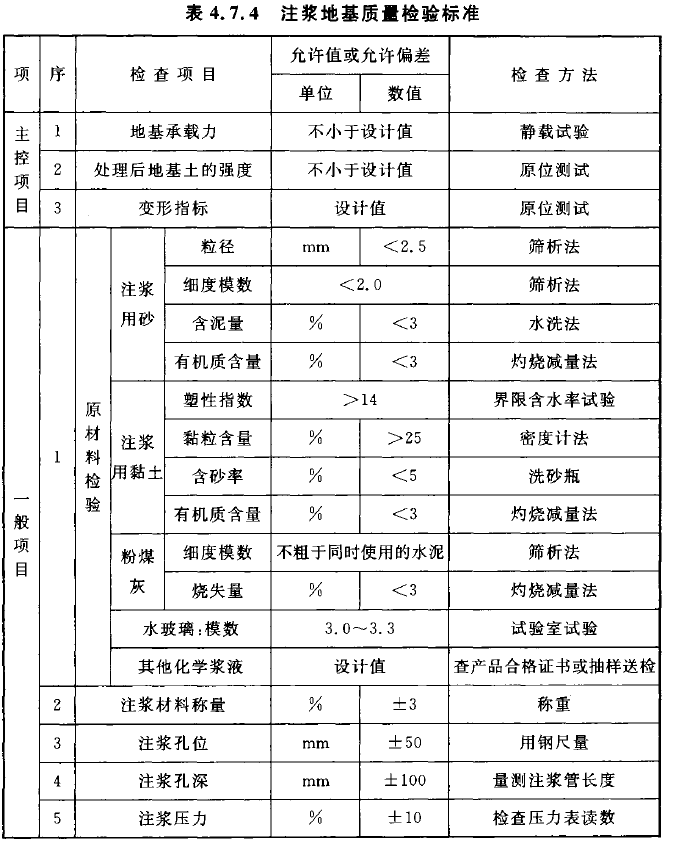 表 4.7.4 注浆地基质量检验标准
项 序 检查项目 允许值或允许偏差 检查方法
单位 数值
主控项目 1 地基承载力 不小于设计值 静载试验
2 处理后地基土的强度 不小于设计值 原位测试
3 变形指标 设计值 原位测试
一般项目 1 原材料检验 注浆用砂 粒径 mm <2.5 筛析法
细度模数 <2.0 筛析法
含泥量 % <3 水洗法
有机质含量 % <3 灼烧减量法
注浆用黏土 塑性指数 >14 界限含水率试验
黏粒含量 % >25 密度计法
含砂率 % <5 洗砂瓶
有机质含量 % <3 灼烧减量法
粉煤灰 细度模数 不粗于同时使用的水泥 筛析法
烧失量 % <3 灼烧减量法
水玻璃:模数 3.0~3.3 试验室试验
其他化学浆液 设计值 查产品合格证书或抽样送检
2 注浆材料称量 % ±3 称重
3 注浆孔位 mm ±50 用钢尺量
4 注浆孔深 mm ±100 量测注浆管长度
5 注浆压力 % ±10 检查压力表读数